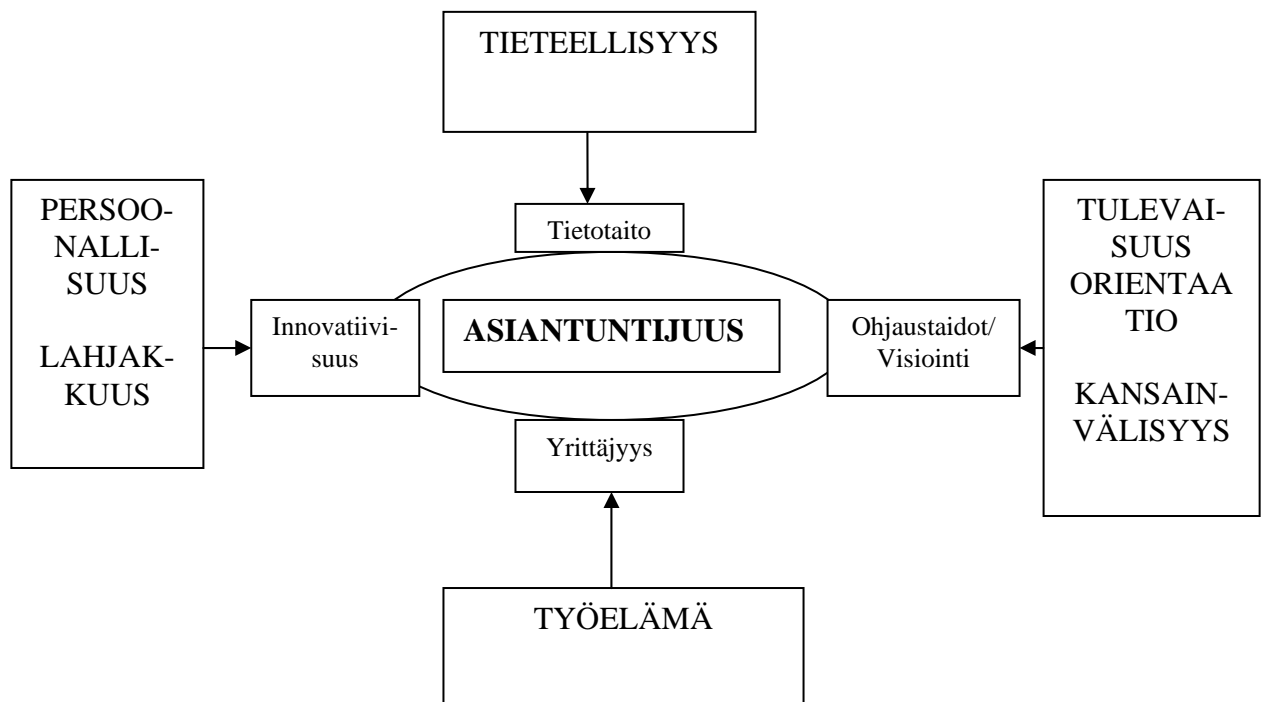 TIETEELLISYYS
PERSOO-
NALLI-
SUUS
LAHJAK-
KUUS
Tietotaito
Innovatiivi-
suus
ASIANTUNTIJUUS
Ohjaustaidot/
Visiointi
TULEVAI-
SUUS
ORIENTAA
TIO
KANSAIN-
VÄLISYYS
Yrittäjyys
TYÖELÄMÄ